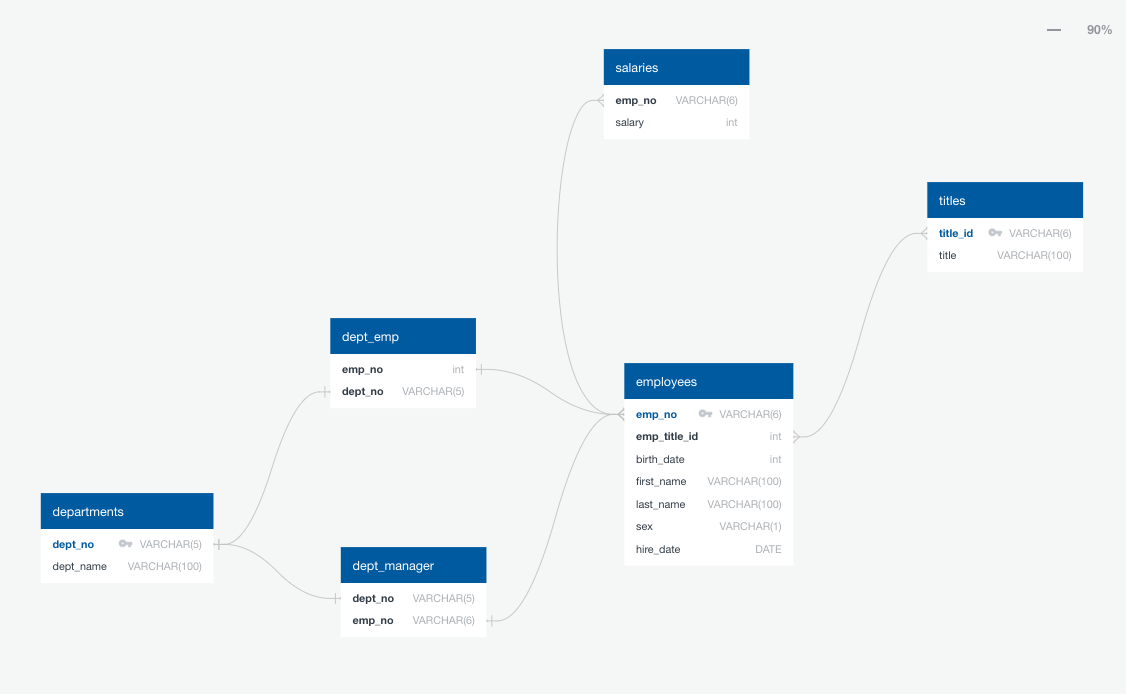 — 90%
salaries
emp_no VARCHAR(6)
salary int
titles
title_id VARCHAR(6)
title VARCHAR(100)
dept_emp
emp_no int
dept_no VARCHAR(5)
employees
emp_no VARCHAR(6)
emp_title_id int
birth_date int
first_name VARCHAR(100)
last_name VARCHAR(100)
sex VARCHAR(1)
hire_date DATE
departments
dept_no VARCHAR(5)
dept_name VARCHAR(100)
dept_manager
dept_no VARCHAR(5)
emp_no VARCHAR(6)